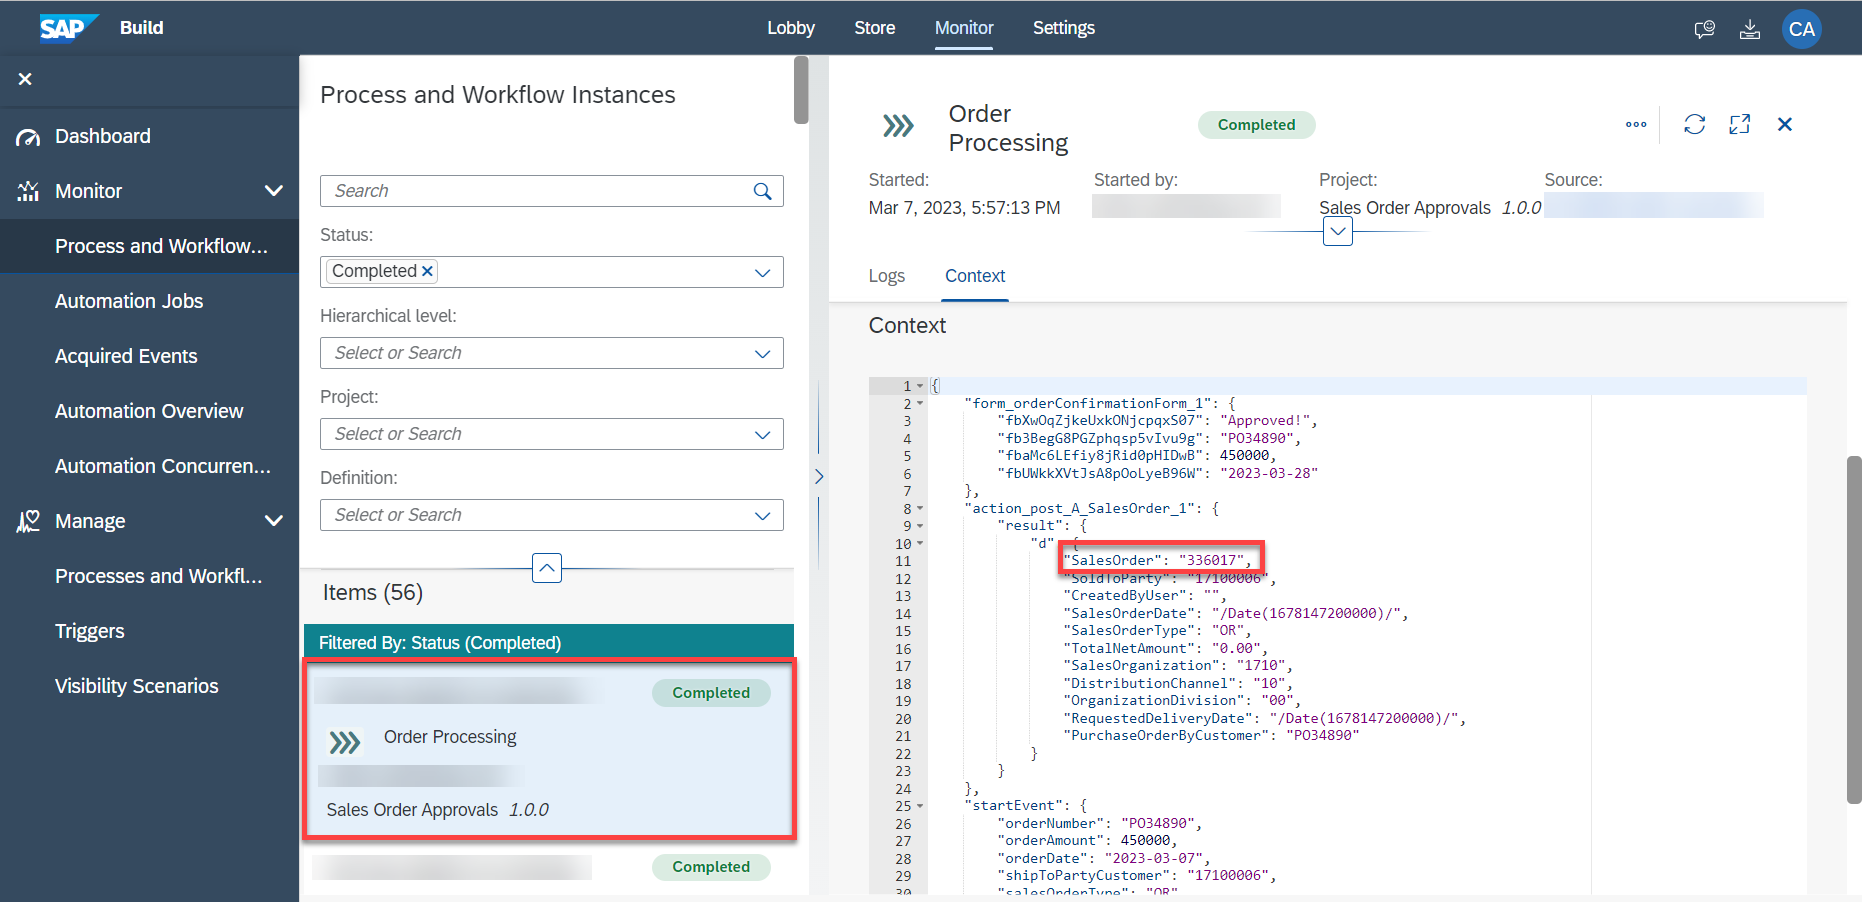 SAP Build
Lobby Store Monitor Settings
CA
Dashboard
Monitor
Process and Workflow...
Automation Jobs
Acquired Events
Automation Overview
Automation Concurren...
Manage
Processes and Workfl...
Triggers
Visibility Scenarios
Process and Workflow Instances
Search
Status:
Completed
Hierarchical level:
Select or Search
Project:
Select or Search
Definition:
Select or Search
Items (56)
Filtered By: Status (Completed)
Completed
Order Processing
Sales Order Approvals 1.0.0
Completed
Order Processing
Completed
Started:
Mar 7, 2023, 5:57:13 PM
Started by:
Project:
Sales Order Approvals 1.0.0
Source:
Logs Context
Context
1 {
2 "form_orderConfirmationForm_1": {
3 "fbXwOqZjkeUxkONjcpqxS07": "Approved!",
4 "fb3BegG8PGZphqsp5vIvu9g": "PO34890",
5 "fbaMc6LEfiy8jRid0pHIDwB": 450000,
6 "fbUWkkXVtJsA8pOoLyeB96W": "2023-03-28"
7 },
8 "action_post_A_SalesOrder_1": {
9 "result": {
10 "d": {
11 "SalesOrder": "336017",
12 "SoldToParty": "17100006",
13 "CreatedByUser": "",
14 "SalesOrderDate": "/Date(1678147200000)/",
15 "SalesOrderType": "OR",
16 "TotalNetAmount": "0.00",
17 "SalesOrganization": "1710",
18 "DistributionChannel": "10",
19 "OrganizationDivision": "00",
20 "RequestedDeliveryDate": "/Date(1678147200000)/",
21 "PurchaseOrderByCustomer": "PO34890"
22 }
23 }
24 },
25 "startEvent": {
26 "orderNumber": "PO34890",
27 "orderAmount": 450000,
28 "orderDate": "2023-03-07",
29 "shipToPartyCustomer": "17100006",
30 "salesOrderType": "OR"